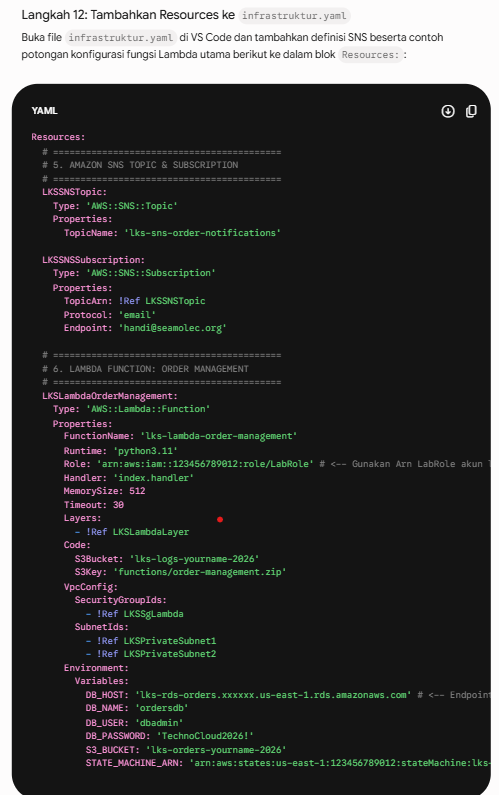 Langkah 12: Tambahkan Resources ke infrastruktur.yaml
Buka file infrastruktur.yaml di VS Code dan tambahkan definisi SNS beserta contoh
potongan konfigurasi fungsi Lambda utama berikut ke dalam blok Resources: :
YAML
Resources:
  # ==========================================
  # 5. AMAZON SNS TOPIC & SUBSCRIPTION
  # ==========================================
  LKSSNSTopic:
    Type: 'AWS::SNS::Topic'
    Properties:
      TopicName: 'lks-sns-order-notifications'
  LKSSNSSubscription:
    Type: 'AWS::SNS::Subscription'
    Properties:
      TopicArn: !Ref LKSSNSTopic
      Protocol: 'email'
      Endpoint: 'handi@seamolec.org'
  # ==========================================
  # 6. LAMBDA FUNCTION: ORDER MANAGEMENT
  # ==========================================
  LKSLambdaOrderManagement:
    Type: 'AWS::Lambda::Function'
    Properties:
      FunctionName: 'lks-lambda-order-management'
      Runtime: 'python3.11'
      Role: 'arn:aws:iam::123456789012:role/LabRole' # <-- Gunakan Arn LabRole akun
      Handler: 'index.handler'
      MemorySize: 512
      Timeout: 30
      Layers:
        - !Ref LKSLambdaLayer
      Code:
        S3Bucket: 'lks-logs-yourname-2026'
        S3Key: 'functions/order-management.zip'
      VpcConfig:
        SecurityGroupIds:
          - !Ref LKSSgLambda
        SubnetIds:
          - !Ref LKSPrivateSubnet1
          - !Ref LKSPrivateSubnet2
      Environment:
        Variables:
          DB_HOST: 'lks-rds-orders.xxxxxx.us-east-1.rds.amazonaws.com' # <-- Endpoin
          DB_NAME: 'ordersdb'
          DB_USER: 'dbadmin'
          DB_PASSWORD: 'TechnoCloud2026!'
          S3_BUCKET: 'lks-orders-yourname-2026'
          STATE_MACHINE_ARN: 'arn:aws:states:us-east-1:123456789012:stateMachine:lks-